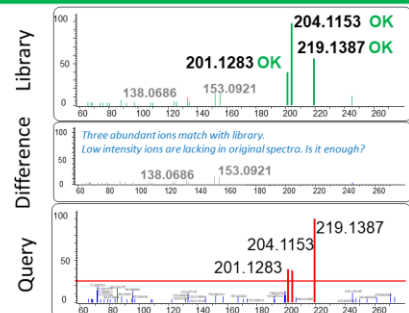 Library
100
50
0
204.1153 OK
201.1283 OK
219.1387 OK
138.0686
153.0921
60 80 100 120 140 160 180 200 220 240 260
Difference
100
50
0
Three abundant ions match with library.
Low intensity ions are lacking in original spectra. Is it enough?
138.0686
153.0921
60 80 100 120 140 160 180 200 220 240 260
Query
100
50
0
219.1387
204.1153
201.1283
60 80 100 120 140 160 180 200 220 240 260